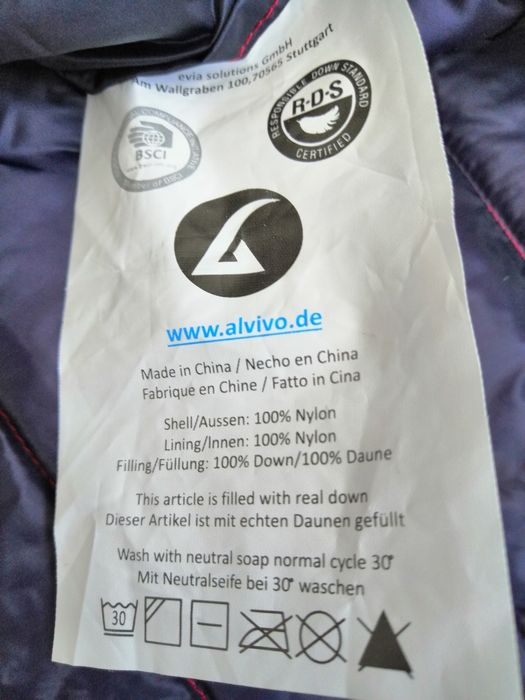 evia solutions GmbH
Am Wallgraben 100,70565 Stuttgart
RESPONSIBLE DOWN STANDARD
R-D-S
CERTIFIED
BSCI
Member of BSCI
www.alvivo.de
Made in China / Necho en China
Fabrique en Chine / Fatto in Cina
Shell/Aussen: 100% Nylon
Lining/Innen: 100% Nylon
Filling/Füllung: 100% Down/100% Daune
This article is filled with real down
Dieser Artikel ist mit echten Daunen gefüllt
Wash with neutral soap normal cycle 30°
Mit Neutralseife bei 30° waschen
30